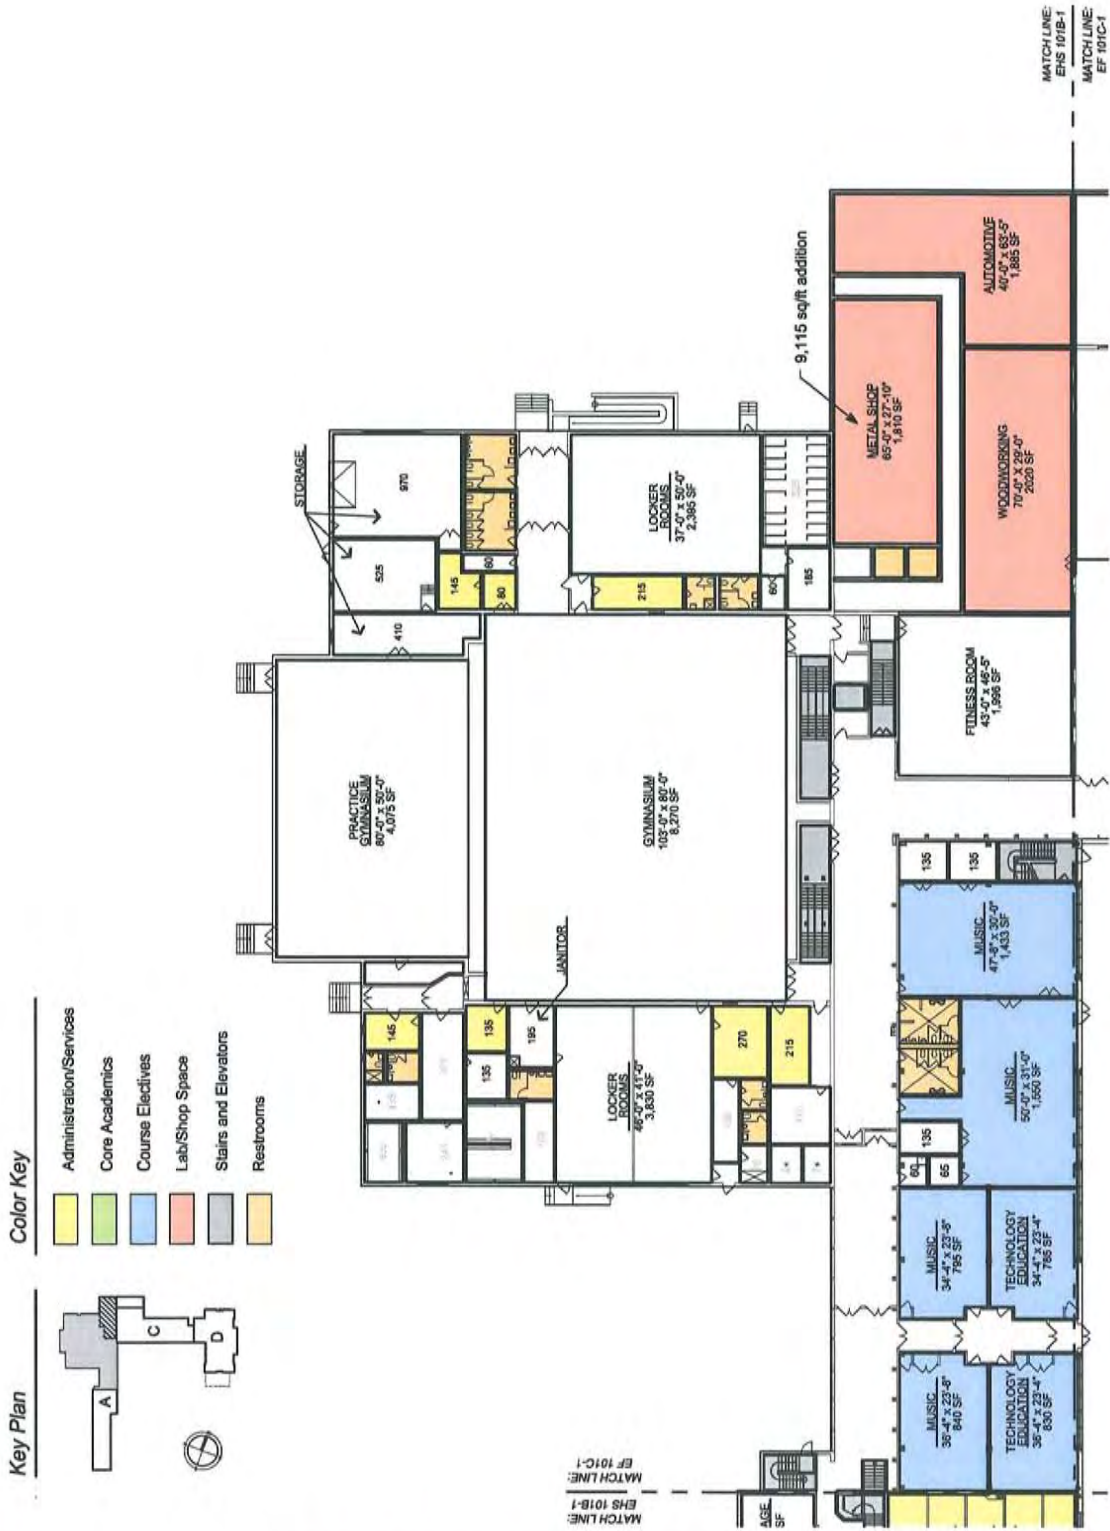 Key Plan
A
C
D
Color Key
Administration/Services
Core Academics
Course Electives
Lab/Shop Space
Stairs and Elevators
Restrooms
STORAGE
970
525
410
145
60
80
PRACTICE
GYMNASIUM
80'-0" x 50'-0"
4,075 SF
GYMNASIUM
103'-0" x 80'-0"
8,270 SF
LOCKER
ROOMS
37'-0" x 50'-0"
2,395 SF
215
60
185
145
135
135
195
JANITOR
LOCKER
ROOMS
46'-0" x 41'-0"
3,830 SF
270
215
9,115 sq/ft addition
METAL SHOP
65'-0" x 27'-10"
1,810 SF
AUTOMOTIVE
40'-0" x 63'-5"
1,885 SF
WOODWORKING
70'-0" x 29'-0"
2020 SF
FITNESS ROOM
43'-0" x 46'-5"
1,996 SF
135
135
MUSIC
47'-8" x 30'-0"
1,433 SF
MUSIC
50'-0" x 31'-0"
1,550 SF
135
60
65
MUSIC
34'-4" x 23'-8"
795 SF
TECHNOLOGY
EDUCATION
34'-4" x 23'-4"
785 SF
MUSIC
36'-4" x 23'-8"
840 SF
TECHNOLOGY
EDUCATION
36'-4" x 23'-4"
830 SF
MATCH LINE:
EHS 101B-1
MATCH LINE:
EF 101C-1
MATCH LINE:
EF 101C-1
MATCH LINE:
EHS 101B-1
AGE
SF